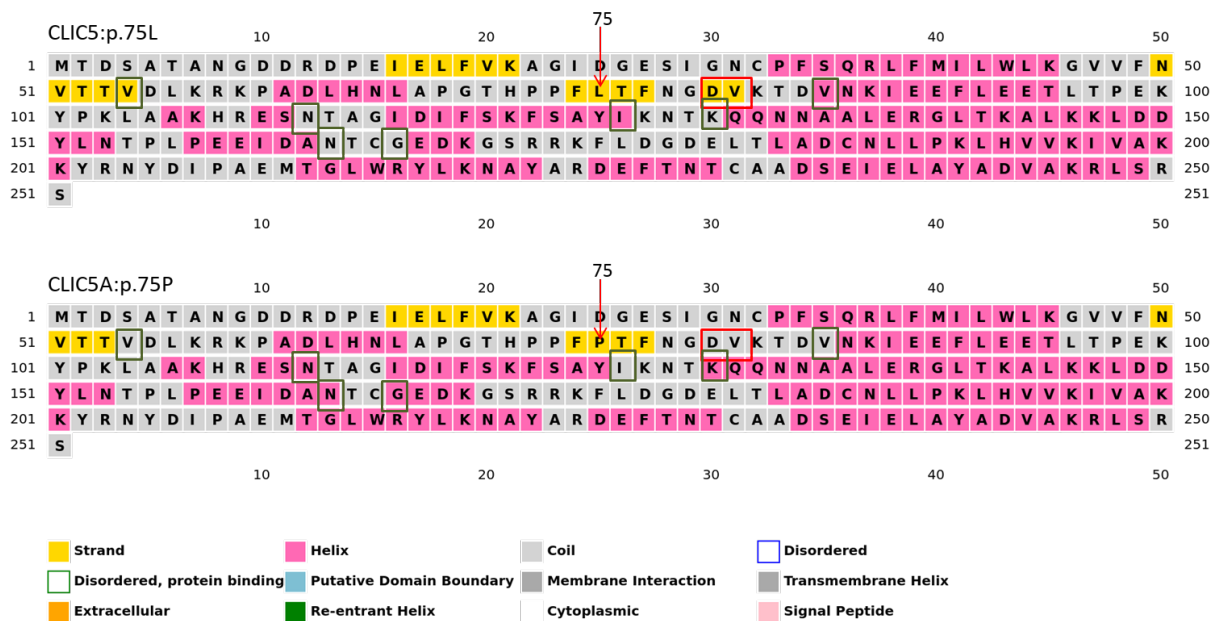 75
CLIC5:p.75L
10 20 30 40 50
1 M T D S A T A N G D D R D P E I E L F V K A G I D G E S I G N C P F S Q R L F M I L W L K G V V F N 50
51 V T T V D L K R K P A D L H N L A P G T H P P F L T F N G D V K T D V N K I E E F L E E T L T P E K 100
101 Y P K L A A K H R E S N T A G I D I F S K F S A Y I K N T K Q Q N N A A L E R G L T K A L K K L D D 150
151 Y L N T P L P E E I D A N T C G E D K G S R R K F L D G D E L T L A D C N L L P K L H V V K I V A K 200
201 K Y R N Y D I P A E M T G L W R Y L K N A Y A R D E F T N T C A A D S E I E L A Y A D V A K R L S R 250
251 S 251
10 20 30 40 50
75
CLIC5A:p.75P
10 20 30 40 50
1 M T D S A T A N G D D R D P E I E L F V K A G I D G E S I G N C P F S Q R L F M I L W L K G V V F N 50
51 V T T V D L K R K P A D L H N L A P G T H P P F P T F N G D V K T D V N K I E E F L E E T L T P E K 100
101 Y P K L A A K H R E S N T A G I D I F S K F S A Y I K N T K Q Q N N A A L E R G L T K A L K K L D D 150
151 Y L N T P L P E E I D A N T C G E D K G S R R K F L D G D E L T L A D C N L L P K L H V V K I V A K 200
201 K Y R N Y D I P A E M T G L W R Y L K N A Y A R D E F T N T C A A D S E I E L A Y A D V A K R L S R 250
251 S 251
10 20 30 40 50
Strand Helix Coil Disordered
Disordered, protein binding Putative Domain Boundary Membrane Interaction Transmembrane Helix
Extracellular Re-entrant Helix Cytoplasmic Signal Peptide